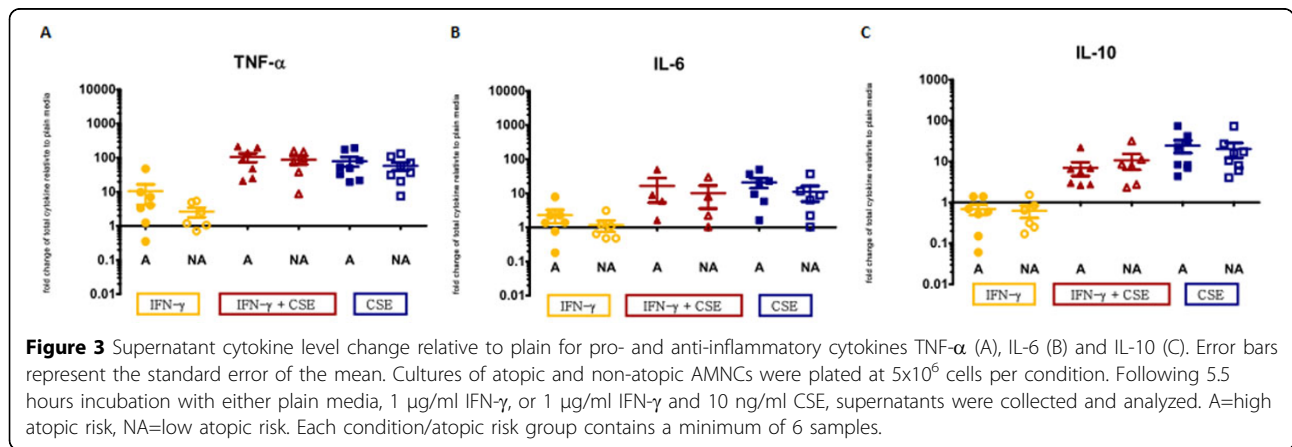 A
TNF-α
fold change of total cytokine relative to plain media
10000
1000
100
10
1
0.1
0.01
A NA A NA A NA
IFN-γ IFN-γ + CSE CSE
B
IL-6
fold change of total cytokine relative to plain media
10000
1000
100
10
1
0.1
0.01
A NA A NA A NA
IFN-γ IFN-γ + CSE CSE
C
IL-10
fold change of total cytokine relative to plain media
1000
100
10
1
0.1
0.01
A NA A NA A NA
IFN-γ IFN-γ + CSE CSE
Figure 3 Supernatant cytokine level change relative to plain for pro- and anti-inflammatory cytokines TNF-α (A), IL-6 (B) and IL-10 (C). Error bars
represent the standard error of the mean. Cultures of atopic and non-atopic AMNCs were plated at 5x10⁶ cells per condition. Following 5.5
hours incubation with either plain media, 1 μg/ml IFN-γ, or 1 μg/ml IFN-γ and 10 ng/ml CSE, supernatants were collected and analyzed. A=high
atopic risk, NA=low atopic risk. Each condition/atopic risk group contains a minimum of 6 samples.